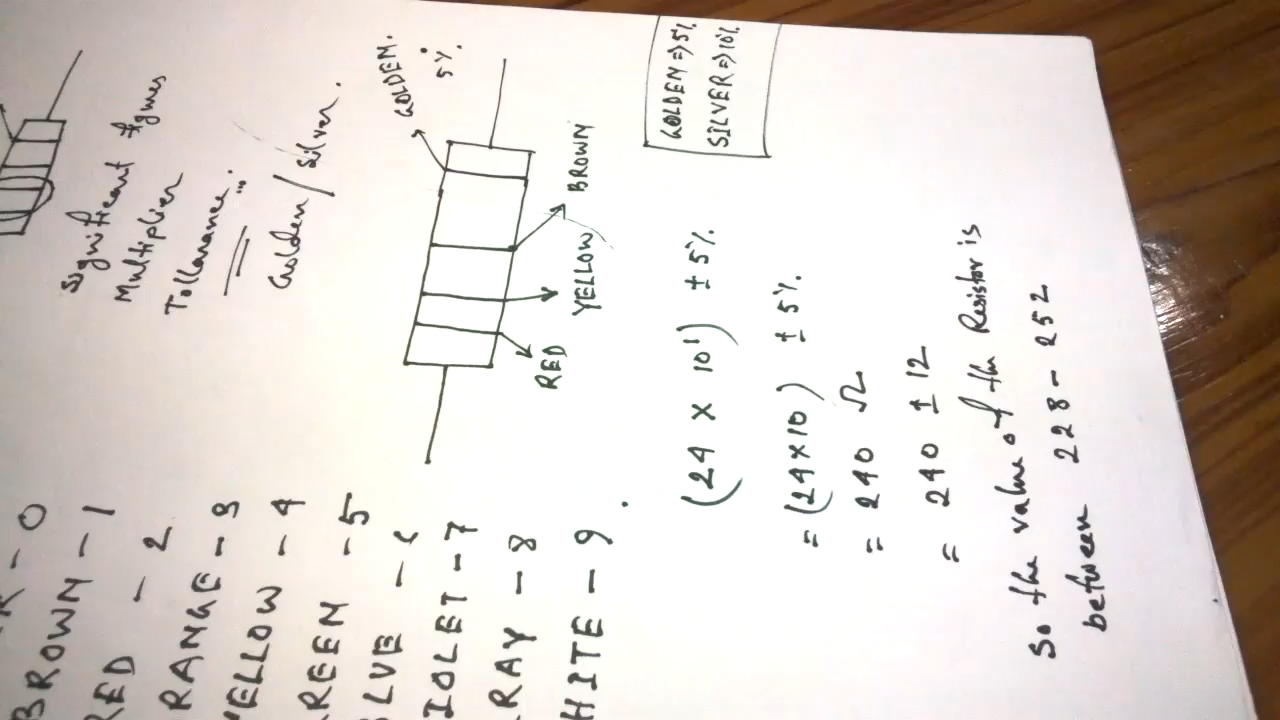 BROWN - 1
RED - 2
RANGE - 3
YELLOW - 4
REEN - 5
LVE - 6
IOLET - 7
RAY - 8
HITE - 9.
Significant figures
Multiplier
Tollarance:
Golden / Silver.
GOLDEN.
5%.
BROWN
YELLOW
RED
GOLDEN => 5%
SILVER => 10%
(24 × 10¹) ± 5%.
= (24×10) ± 5%.
= 240 Ω
= 240 ± 12
So the value of the Resistor is
between 228 - 252